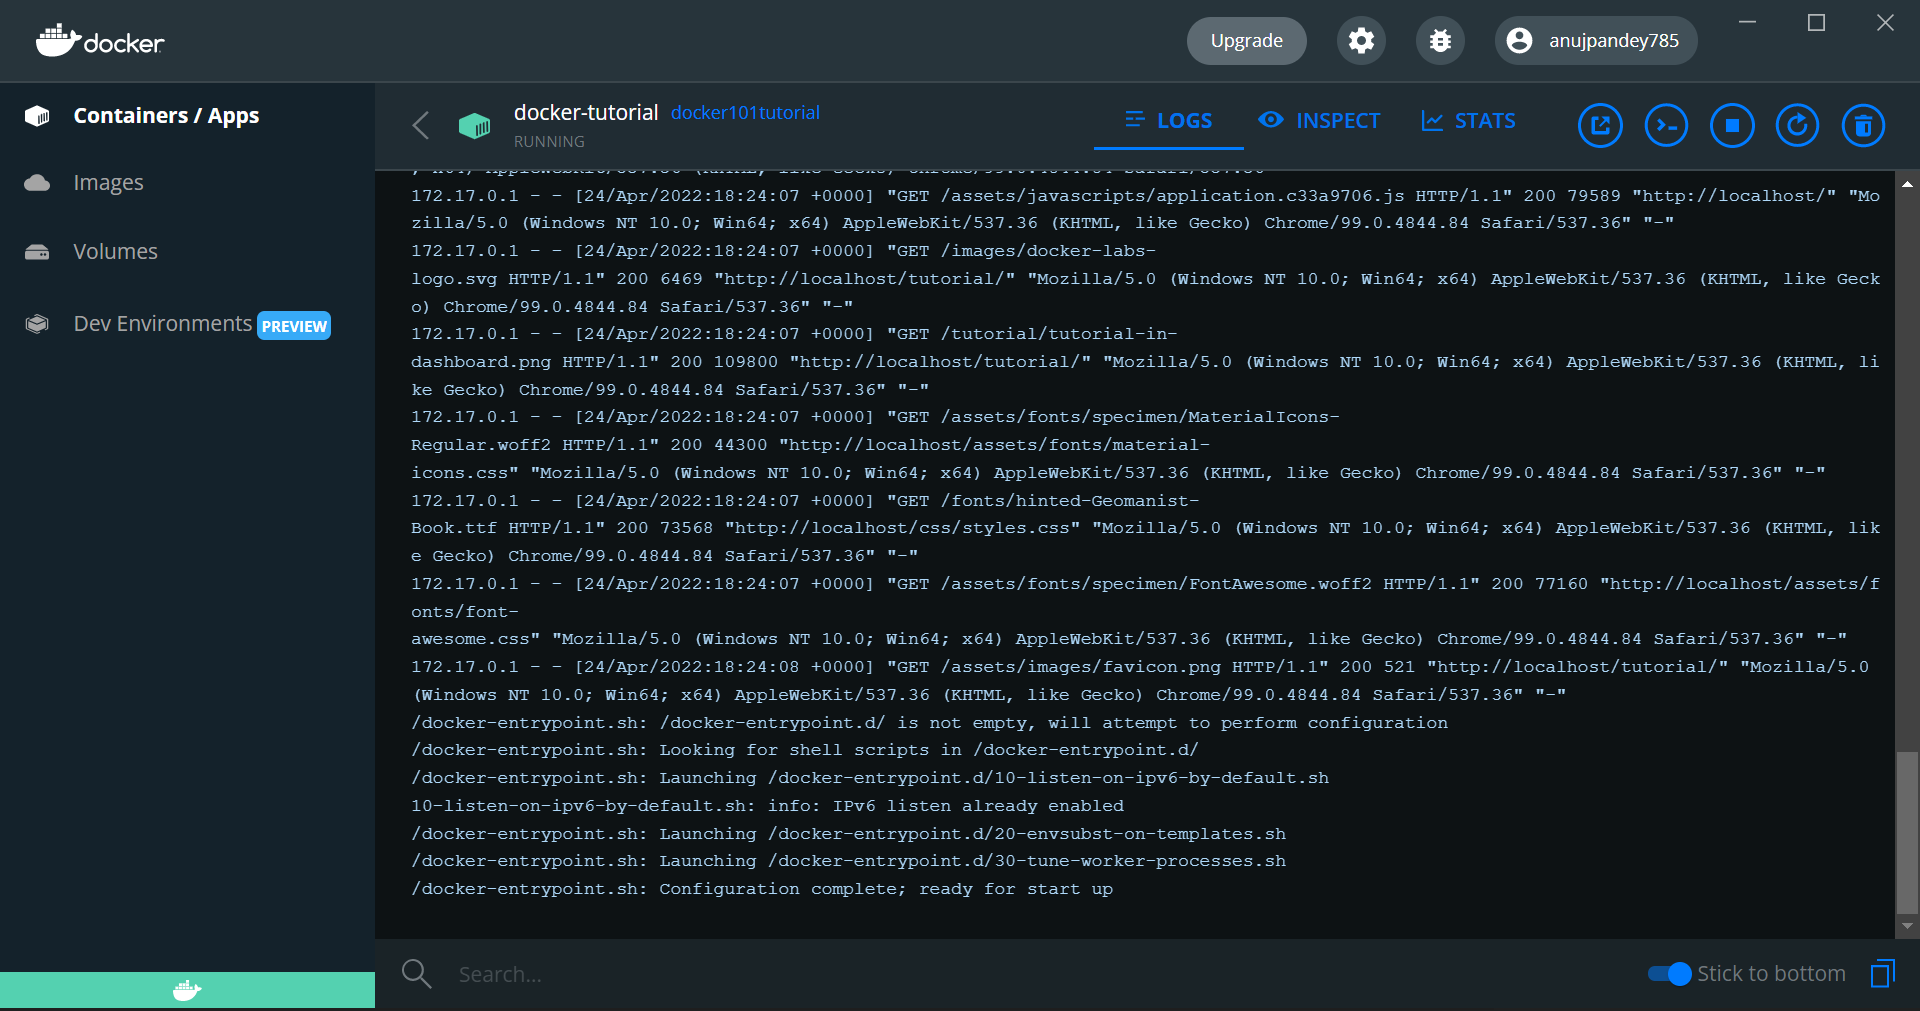 docker
Upgrade
anujpandey785
Containers / Apps
Images
Volumes
Dev Environments PREVIEW
docker-tutorial docker101tutorial
RUNNING
LOGS
INSPECT
STATS
, x64) AppleWebKit/537.36 (KHTML, like Gecko) Chrome/99.0.4844.84 Safari/537.36"
172.17.0.1 - - [24/Apr/2022:18:24:07 +0000] "GET /assets/javascripts/application.c33a9706.js HTTP/1.1" 200 79589 "http://localhost/" "Mo
zilla/5.0 (Windows NT 10.0; Win64; x64) AppleWebKit/537.36 (KHTML, like Gecko) Chrome/99.0.4844.84 Safari/537.36" "-"
172.17.0.1 - - [24/Apr/2022:18:24:07 +0000] "GET /images/docker-labs-
logo.svg HTTP/1.1" 200 6469 "http://localhost/tutorial/" "Mozilla/5.0 (Windows NT 10.0; Win64; x64) AppleWebKit/537.36 (KHTML, like Geck
o) Chrome/99.0.4844.84 Safari/537.36" "-"
172.17.0.1 - - [24/Apr/2022:18:24:07 +0000] "GET /tutorial/tutorial-in-
dashboard.png HTTP/1.1" 200 109800 "http://localhost/tutorial/" "Mozilla/5.0 (Windows NT 10.0; Win64; x64) AppleWebKit/537.36 (KHTML, li
ke Gecko) Chrome/99.0.4844.84 Safari/537.36" "-"
172.17.0.1 - - [24/Apr/2022:18:24:07 +0000] "GET /assets/fonts/specimen/MaterialIcons-
Regular.woff2 HTTP/1.1" 200 44300 "http://localhost/assets/fonts/material-
icons.css" "Mozilla/5.0 (Windows NT 10.0; Win64; x64) AppleWebKit/537.36 (KHTML, like Gecko) Chrome/99.0.4844.84 Safari/537.36" "-"
172.17.0.1 - - [24/Apr/2022:18:24:07 +0000] "GET /fonts/hinted-Geomanist-
Book.ttf HTTP/1.1" 200 73568 "http://localhost/css/styles.css" "Mozilla/5.0 (Windows NT 10.0; Win64; x64) AppleWebKit/537.36 (KHTML, lik
e Gecko) Chrome/99.0.4844.84 Safari/537.36" "-"
172.17.0.1 - - [24/Apr/2022:18:24:07 +0000] "GET /assets/fonts/specimen/FontAwesome.woff2 HTTP/1.1" 200 77160 "http://localhost/assets/f
onts/font-
awesome.css" "Mozilla/5.0 (Windows NT 10.0; Win64; x64) AppleWebKit/537.36 (KHTML, like Gecko) Chrome/99.0.4844.84 Safari/537.36" "-"
172.17.0.1 - - [24/Apr/2022:18:24:08 +0000] "GET /assets/images/favicon.png HTTP/1.1" 200 521 "http://localhost/tutorial/" "Mozilla/5.0
(Windows NT 10.0; Win64; x64) AppleWebKit/537.36 (KHTML, like Gecko) Chrome/99.0.4844.84 Safari/537.36" "-"
/docker-entrypoint.sh: /docker-entrypoint.d/ is not empty, will attempt to perform configuration
/docker-entrypoint.sh: Looking for shell scripts in /docker-entrypoint.d/
/docker-entrypoint.sh: Launching /docker-entrypoint.d/10-listen-on-ipv6-by-default.sh
10-listen-on-ipv6-by-default.sh: info: IPv6 listen already enabled
/docker-entrypoint.sh: Launching /docker-entrypoint.d/20-envsubst-on-templates.sh
/docker-entrypoint.sh: Launching /docker-entrypoint.d/30-tune-worker-processes.sh
/docker-entrypoint.sh: Configuration complete; ready for start up
Search...
Stick to bottom